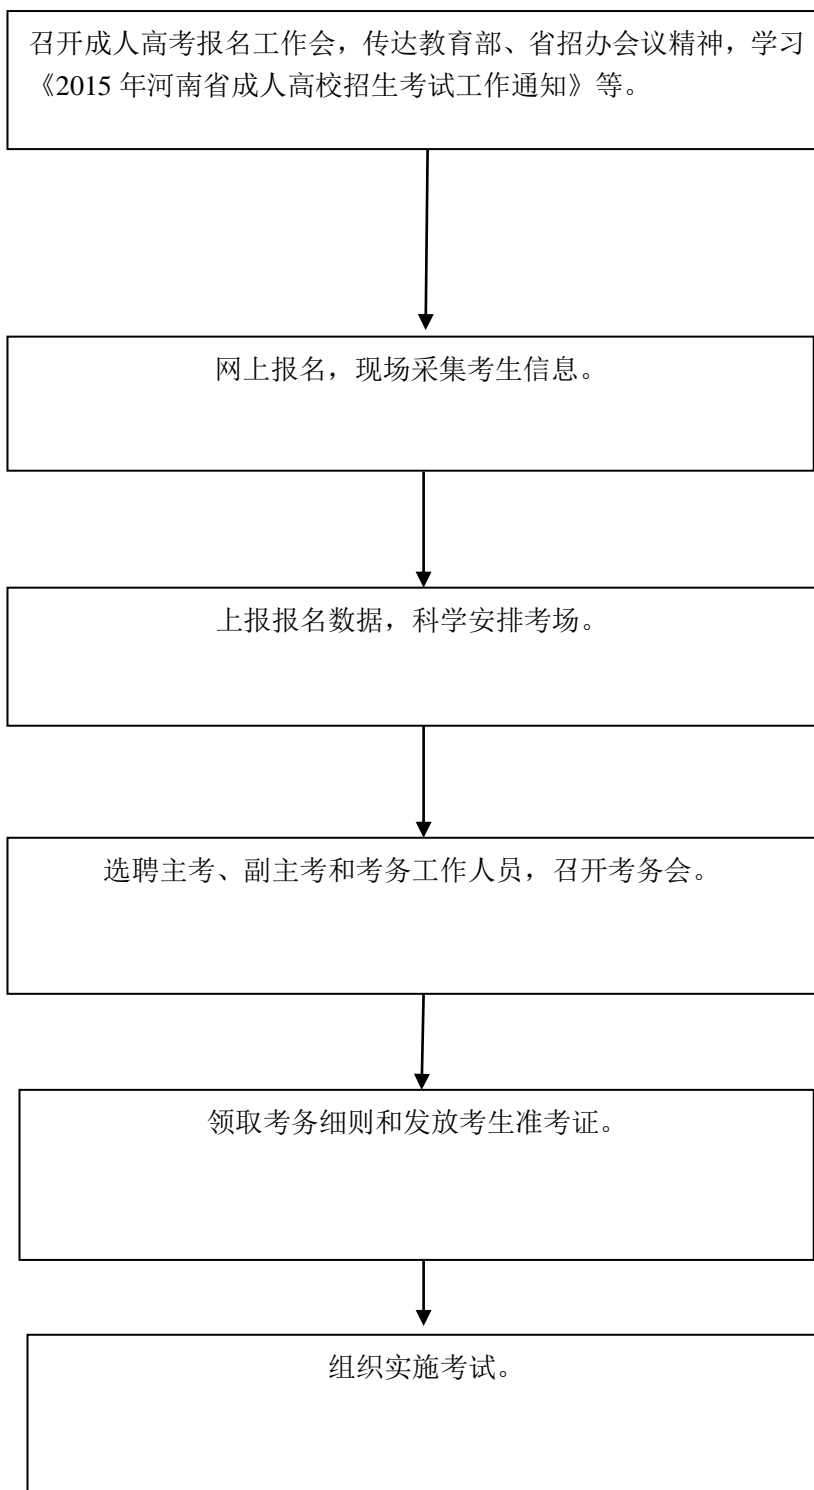 召开成人高考报名工作会，传达教育部、省招办会议精神，学习
《2015 年河南省成人高校招生考试工作通知》等。
网上报名，现场采集考生信息。
上报报名数据，科学安排考场。
选聘主考、副主考和考务工作人员，召开考务会。
领取考务细则和发放考生准考证。
组织实施考试。